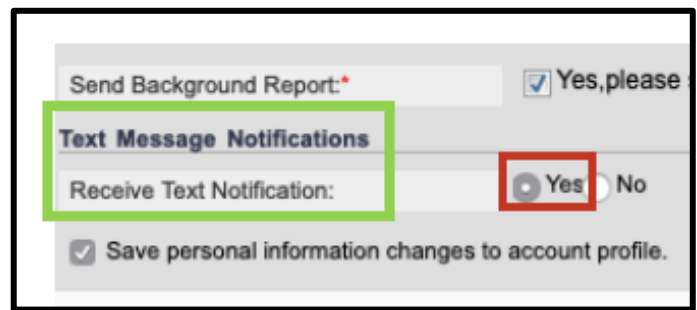 Send Background Report:* Yes,please
Text Message Notifications
Receive Text Notification: Yes No
Save personal information changes to account profile.